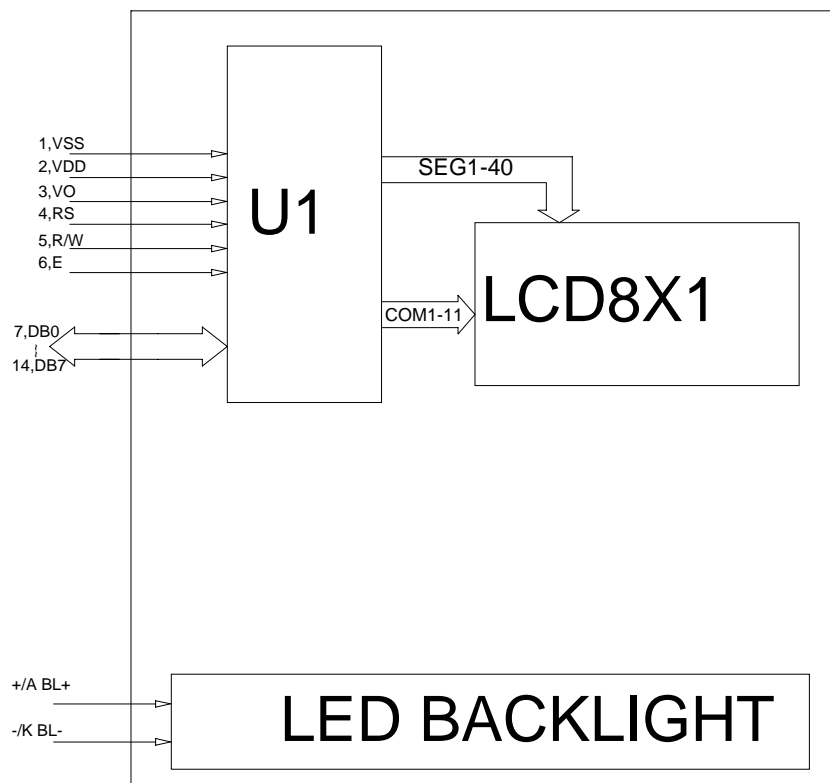 1,VSS
2,VDD
3,VO
4,RS
5,R/W
6,E
7,DB0
~
14,DB7
U1
SEG1-40
COM1-11
LCD8X1
+/A BL+
-/K BL-
LED BACKLIGHT